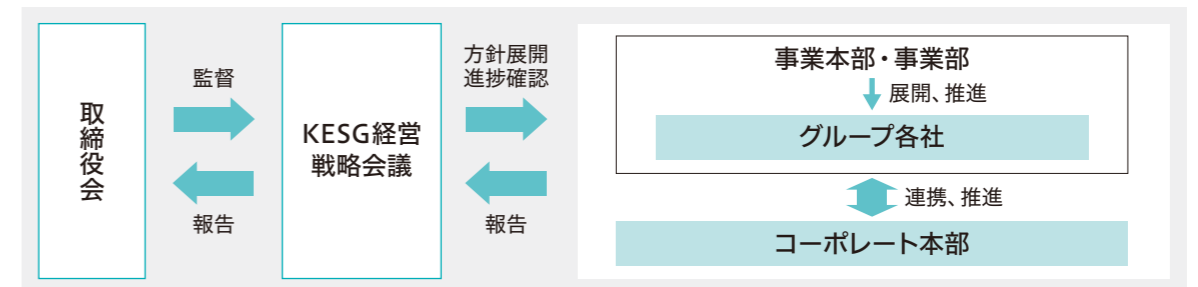 取締役会
監督
報告
KESG経営
戦略会議
方針展開
進捗確認
報告
事業本部・事業部
展開、推進
グループ各社
連携、推進
コーポレート本部